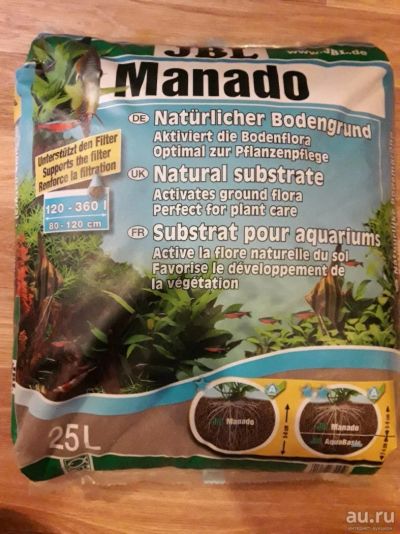 JBL
www.JBL.de
Manado
DE Natürlicher Bodengrund
Aktiviert die Bodenflora
Optimal zur Pflanzenpflege
Unterstützt den Filter
Supports the filter
Renforce la filtration
UK Natural substrate
Activates ground flora
Perfect for plant care
120 - 360 l
80 - 120 cm
FR Substrat pour aquariums
Active la flore naturelle du sol
Favorise le développement de
la végétation
25L
JBL Manado
JBL Manado
JBL AquaBasis
au.ru